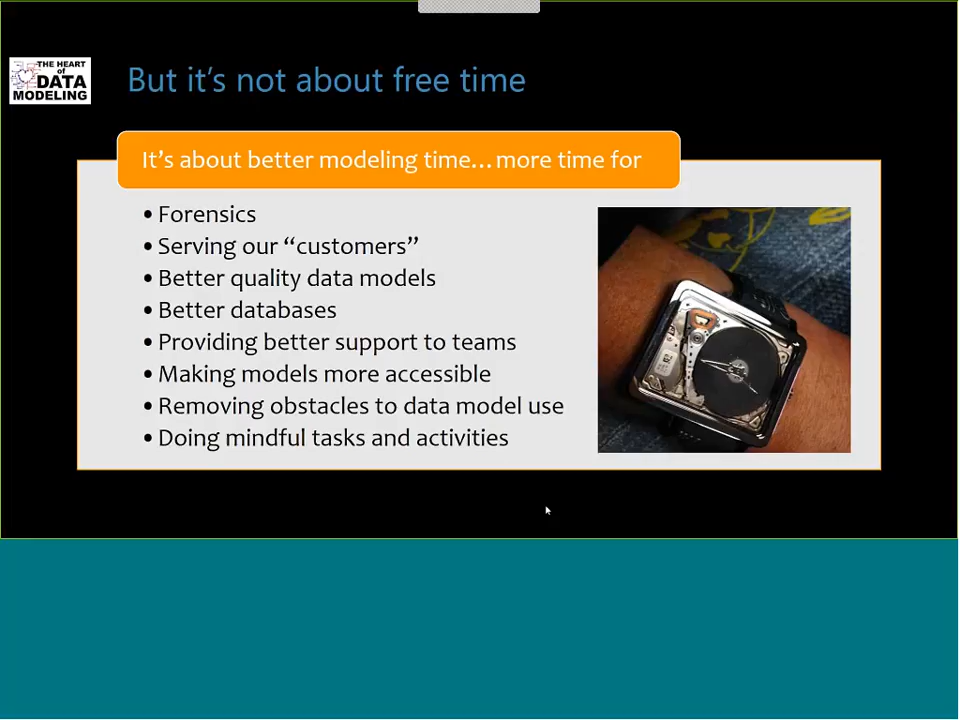 THE HEART
of
DATA
MODELING
But it's not about free time
It's about better modeling time…more time for
•Forensics
•Serving our “customers”
•Better quality data models
•Better databases
•Providing better support to teams
•Making models more accessible
•Removing obstacles to data model use
•Doing mindful tasks and activities